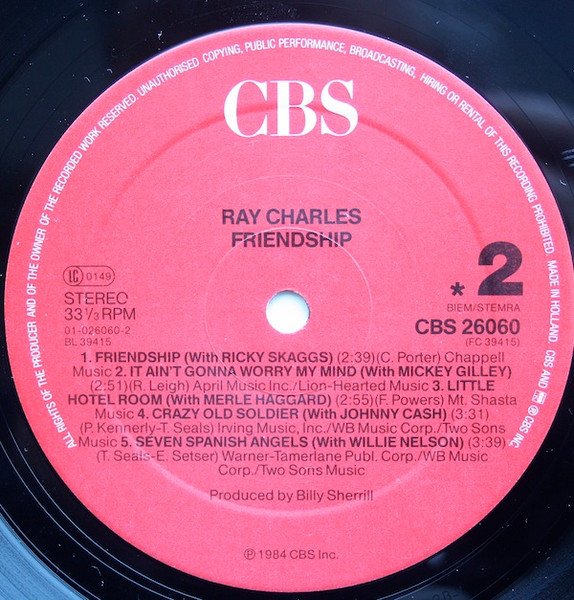 ALL RIGHTS OF THE PRODUCER AND OF THE OWNER OF THE RECORDED WORK RESERVED. UNAUTHORISED COPYING, PUBLIC PERFORMANCE, BROADCASTING, HIRING OR RENTAL OF THIS RECORDING PROHIBITED. MADE IN HOLLAND. CBS AND ® CBS INC.
CBS
RAY CHARLES
FRIENDSHIP
LC 0149
* 2
STEREO
33 1/3 RPM
BIEM/STEMRA
01-026060-2
CBS 26060
BL 39415
(FC 39415)
1. FRIENDSHIP (With RICKY SKAGGS) (2:39)(C. Porter) Chappell
Music 2. IT AIN'T GONNA WORRY MY MIND (With MICKEY GILLEY)
(2:51)(R. Leigh) April Music Inc./Lion-Hearted Music 3. LITTLE
HOTEL ROOM (With MERLE HAGGARD) (2:55)(F. Powers) Mt. Shasta
Music 4. CRAZY OLD SOLDIER (With JOHNNY CASH) (3:31)
(P. Kennerly-T. Seals) Irving Music, Inc./WB Music Corp./Two Sons
Music 5. SEVEN SPANISH ANGELS (With WILLIE NELSON) (3:39)
(T. Seals-E. Setser) Warner-Tamerlane Publ. Corp./WB Music
Corp./Two Sons Music
Produced by Billy Sherrill
℗ 1984 CBS Inc.